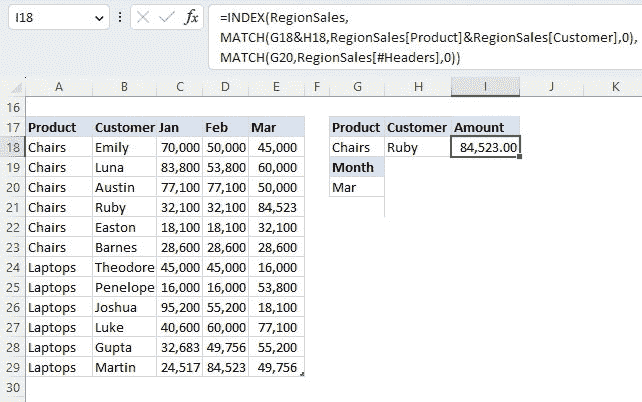 I18
fx
=INDEX(RegionSales,
MATCH(G18&H18,RegionSales[Product]&RegionSales[Customer],0),
MATCH(G20,RegionSales[#Headers],0))
A B C D E F G H I J K
16
17 Product Customer Jan Feb Mar Product Customer Amount
18 Chairs Emily 70,000 50,000 45,000 Chairs Ruby 84,523.00
19 Chairs Luna 83,800 53,800 60,000 Month
20 Chairs Austin 77,100 77,100 50,000 Mar
21 Chairs Ruby 32,100 32,100 84,523
22 Chairs Easton 18,100 18,100 32,100
23 Chairs Barnes 28,600 28,600 28,600
24 Laptops Theodore 45,000 45,000 16,000
25 Laptops Penelope 16,000 16,000 53,800
26 Laptops Joshua 95,200 55,200 18,100
27 Laptops Luke 40,600 60,000 77,100
28 Laptops Gupta 32,683 49,756 55,200
29 Laptops Martin 24,517 84,523 49,756
30